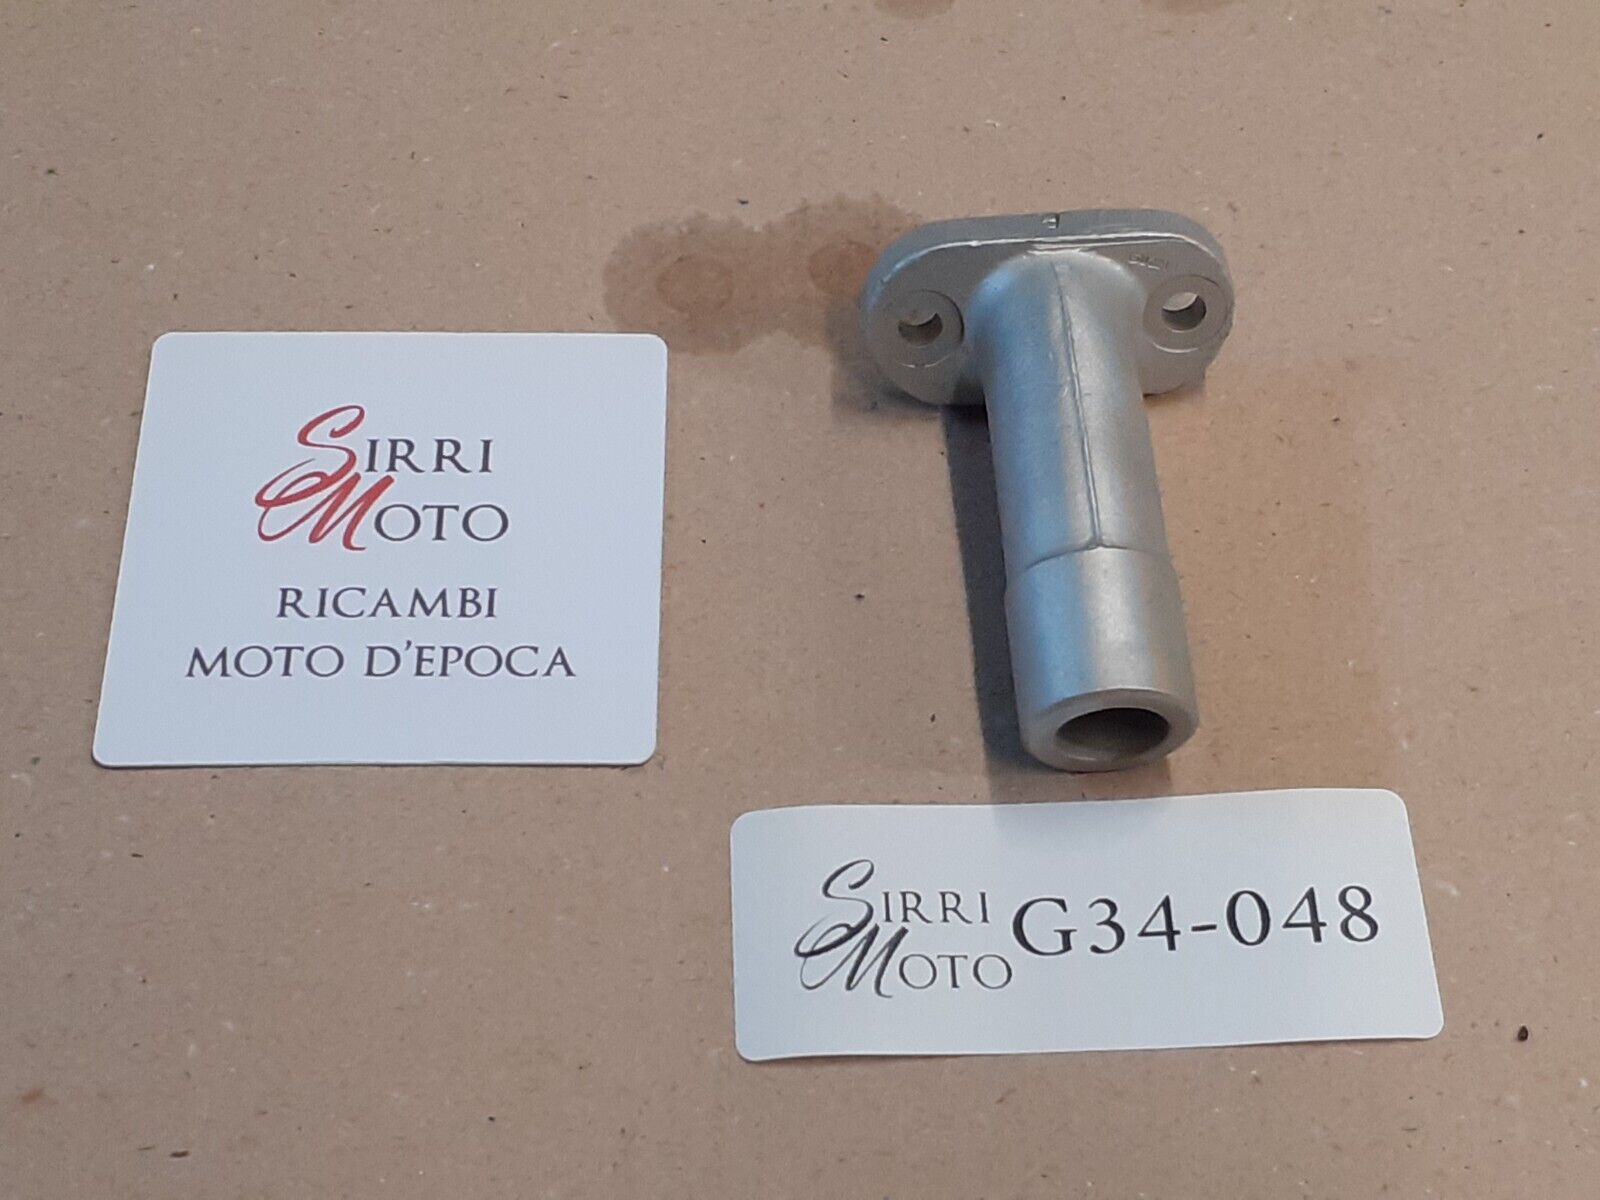 SIRRI
MOTO
RICAMBI
MOTO D'EPOCA
SIRRI
MOTO
G34-048